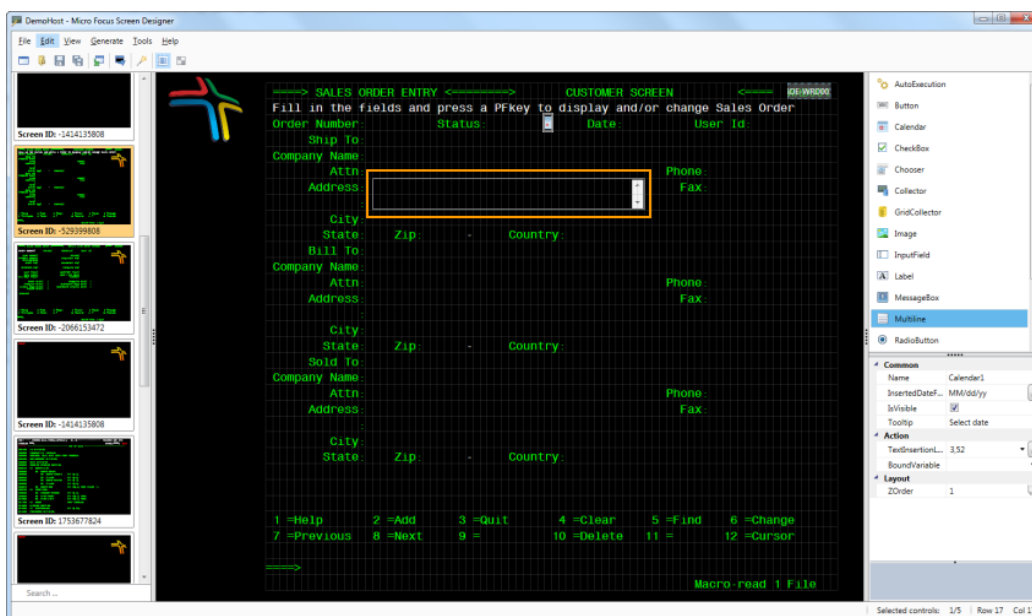 DemoHost - Micro Focus Screen Designer
File Edit View Generate Tools Help
Screen ID: -1414135808
Screen ID: -529399808
Screen ID: -2066153472
Screen ID: -1414135808
Screen ID: 1753677824
Search ...
====> SALES ORDER ENTRY <=========> CUSTOMER SCREEN <====
Fill in the fields and press a PFkey to display and/or change Sales Order
Order Number: Status: Date: User Id:
Ship To:
Company Name:
Attn: Phone:
Address: Fax:
:
City:
State: Zip: - Country:
Bill To:
Company Name:
Attn: Phone:
Address: Fax:
:
City:
State: Zip: - Country:
Sold To:
Company Name:
Attn: Phone:
Address: Fax:
:
City:
State: Zip: - Country:
1 =Help 2 =Add 3 =Quit 4 =Clear 5 =Find 6 =Change
7 =Previous 8 =Next 9 = 10 =Delete 11 = 12 =Cursor
====>
Macro-read 1 File
AutoExecution
Button
Calendar
CheckBox
Chooser
Collector
GridCollector
Image
InputField
Label
MessageBox
Multiline
RadioButton
Common
Name Calendar1
InsertedDateF... MM/dd/yy
IsVisible
Tooltip Select date
Action
TextInsertionL... 3,52
BoundVariable
Layout
ZOrder 1
Selected controls: 1/5 Row 17 Col 1